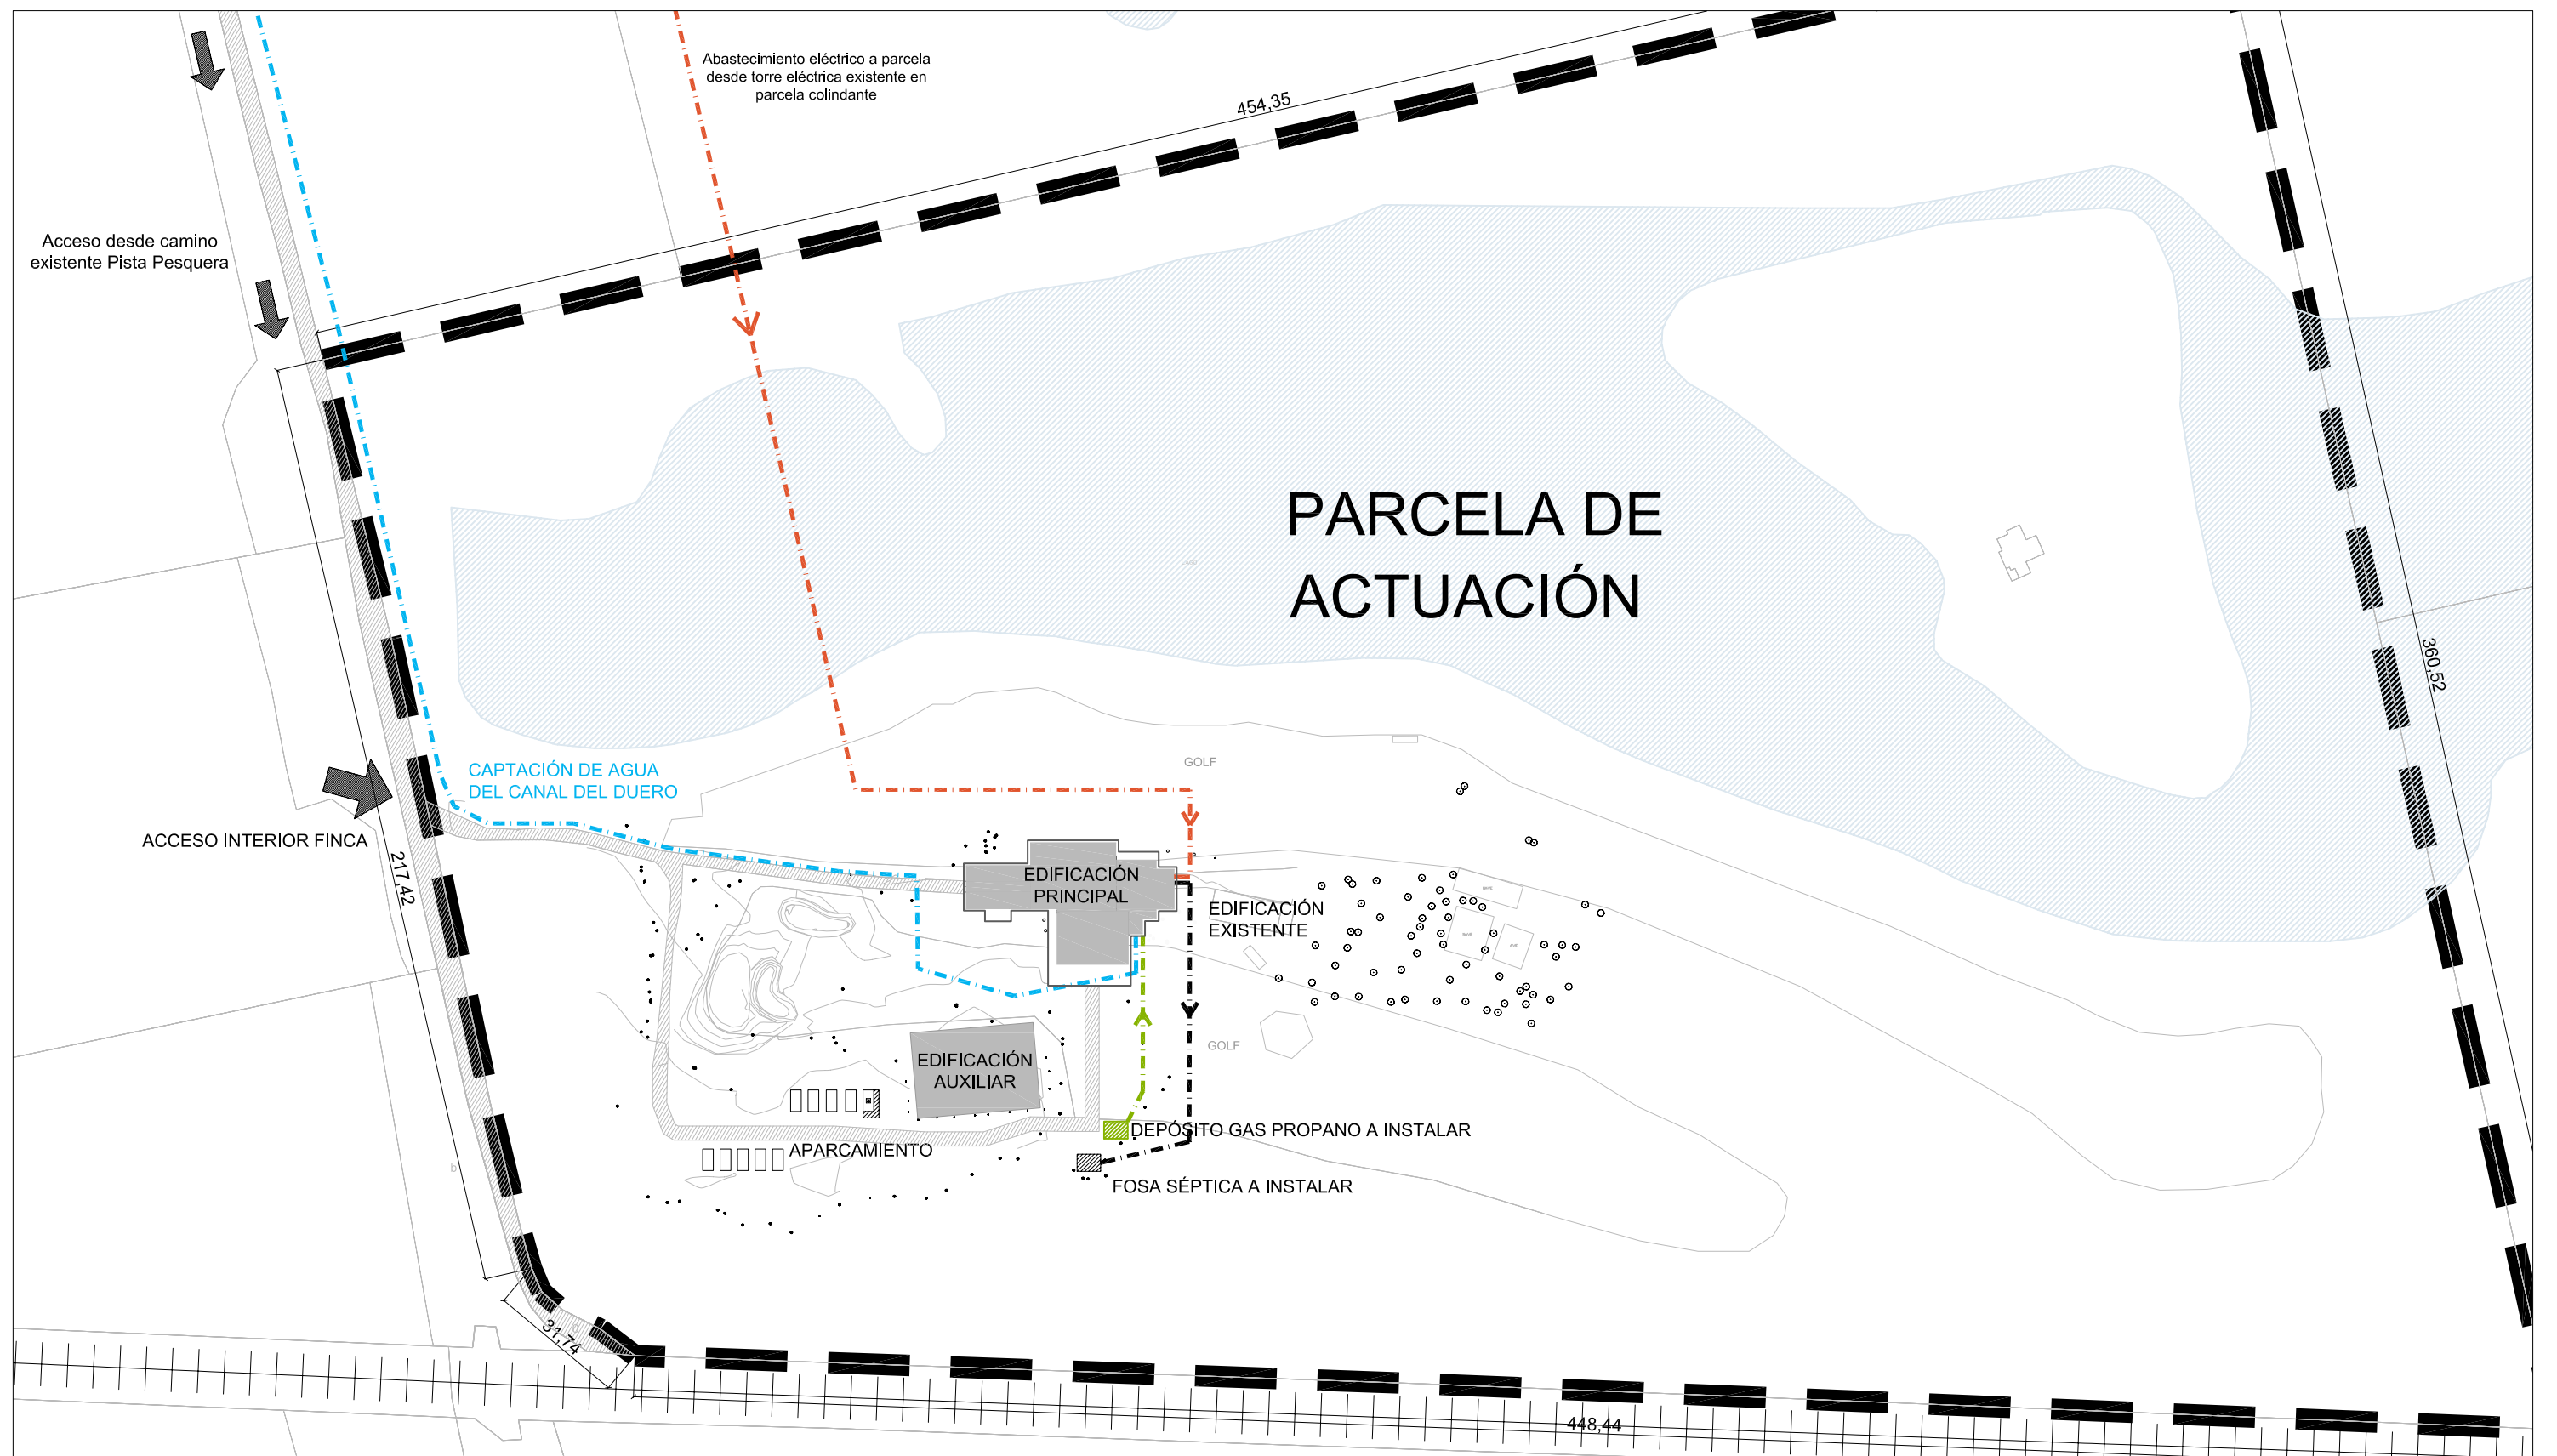 Abastecimiento eléctrico a parcela
desde torre eléctrica existente en
parcela colindante
454,35
Acceso desde camino
existente Pista Pesquera
PARCELA DE
ACTUACIÓN
360,52
CAPTACIÓN DE AGUA
DEL CANAL DEL DUERO
GOLF
ACCESO INTERIOR FINCA
217,42
EDIFICACIÓN
PRINCIPAL
EDIFICACIÓN
EXISTENTE
GOLF
EDIFICACIÓN
AUXILIAR
DEPÓSITO GAS PROPANO A INSTALAR
APARCAMIENTO
b
FOSA SÉPTICA A INSTALAR
31,74
448,44